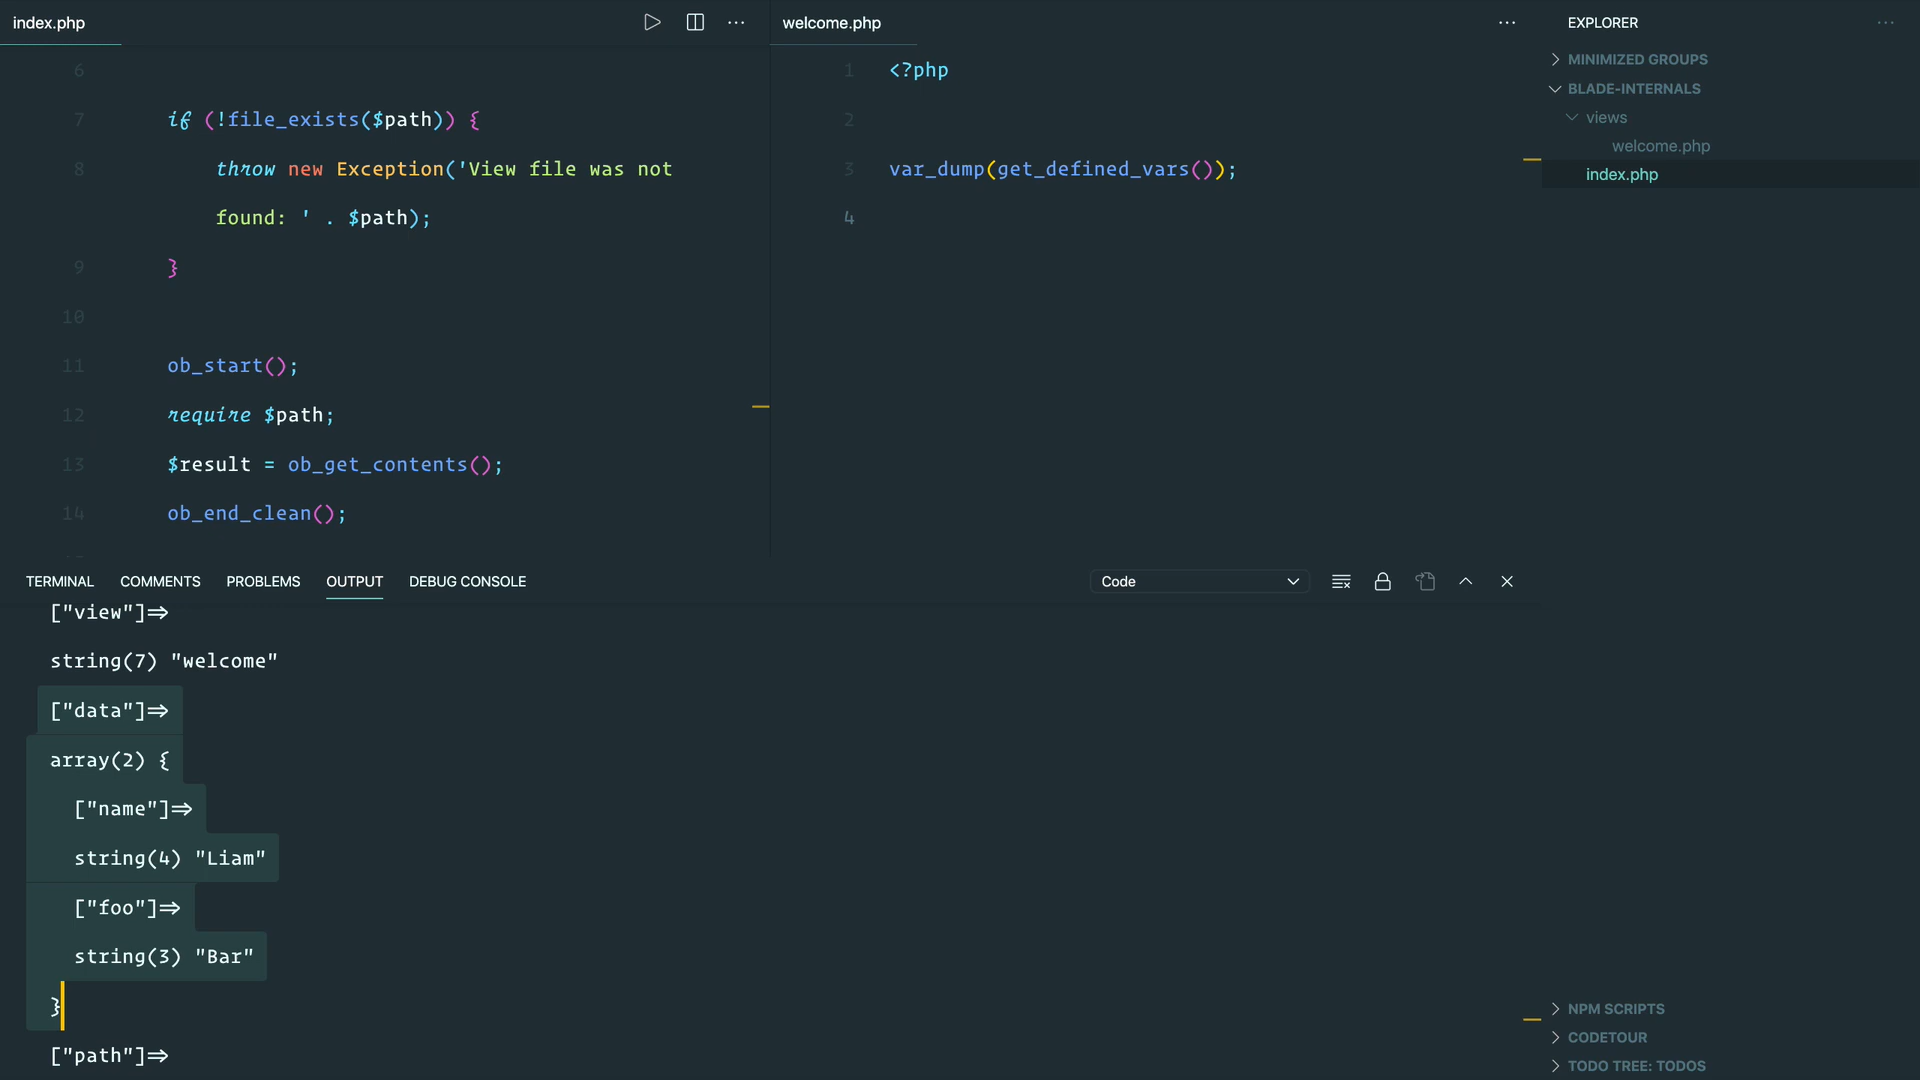 index.php
6
7 if (!file_exists($path)) {
8 throw new Exception('View file was not
found: ' . $path);
9 }
10
11 ob_start();
12 require $path;
13 $result = ob_get_contents();
14 ob_end_clean();
welcome.php
1 <?php
2
3 var_dump(get_defined_vars());
4
EXPLORER
MINIMIZED GROUPS
BLADE-INTERNALS
views
welcome.php
index.php
TERMINAL COMMENTS PROBLEMS OUTPUT DEBUG CONSOLE Code
["view"]=>
string(7) "welcome"
["data"]=>
array(2) {
["name"]=>
string(4) "Liam"
["foo"]=>
string(3) "Bar"
}
["path"]=>
NPM SCRIPTS
CODETOUR
TODO TREE: TODOS